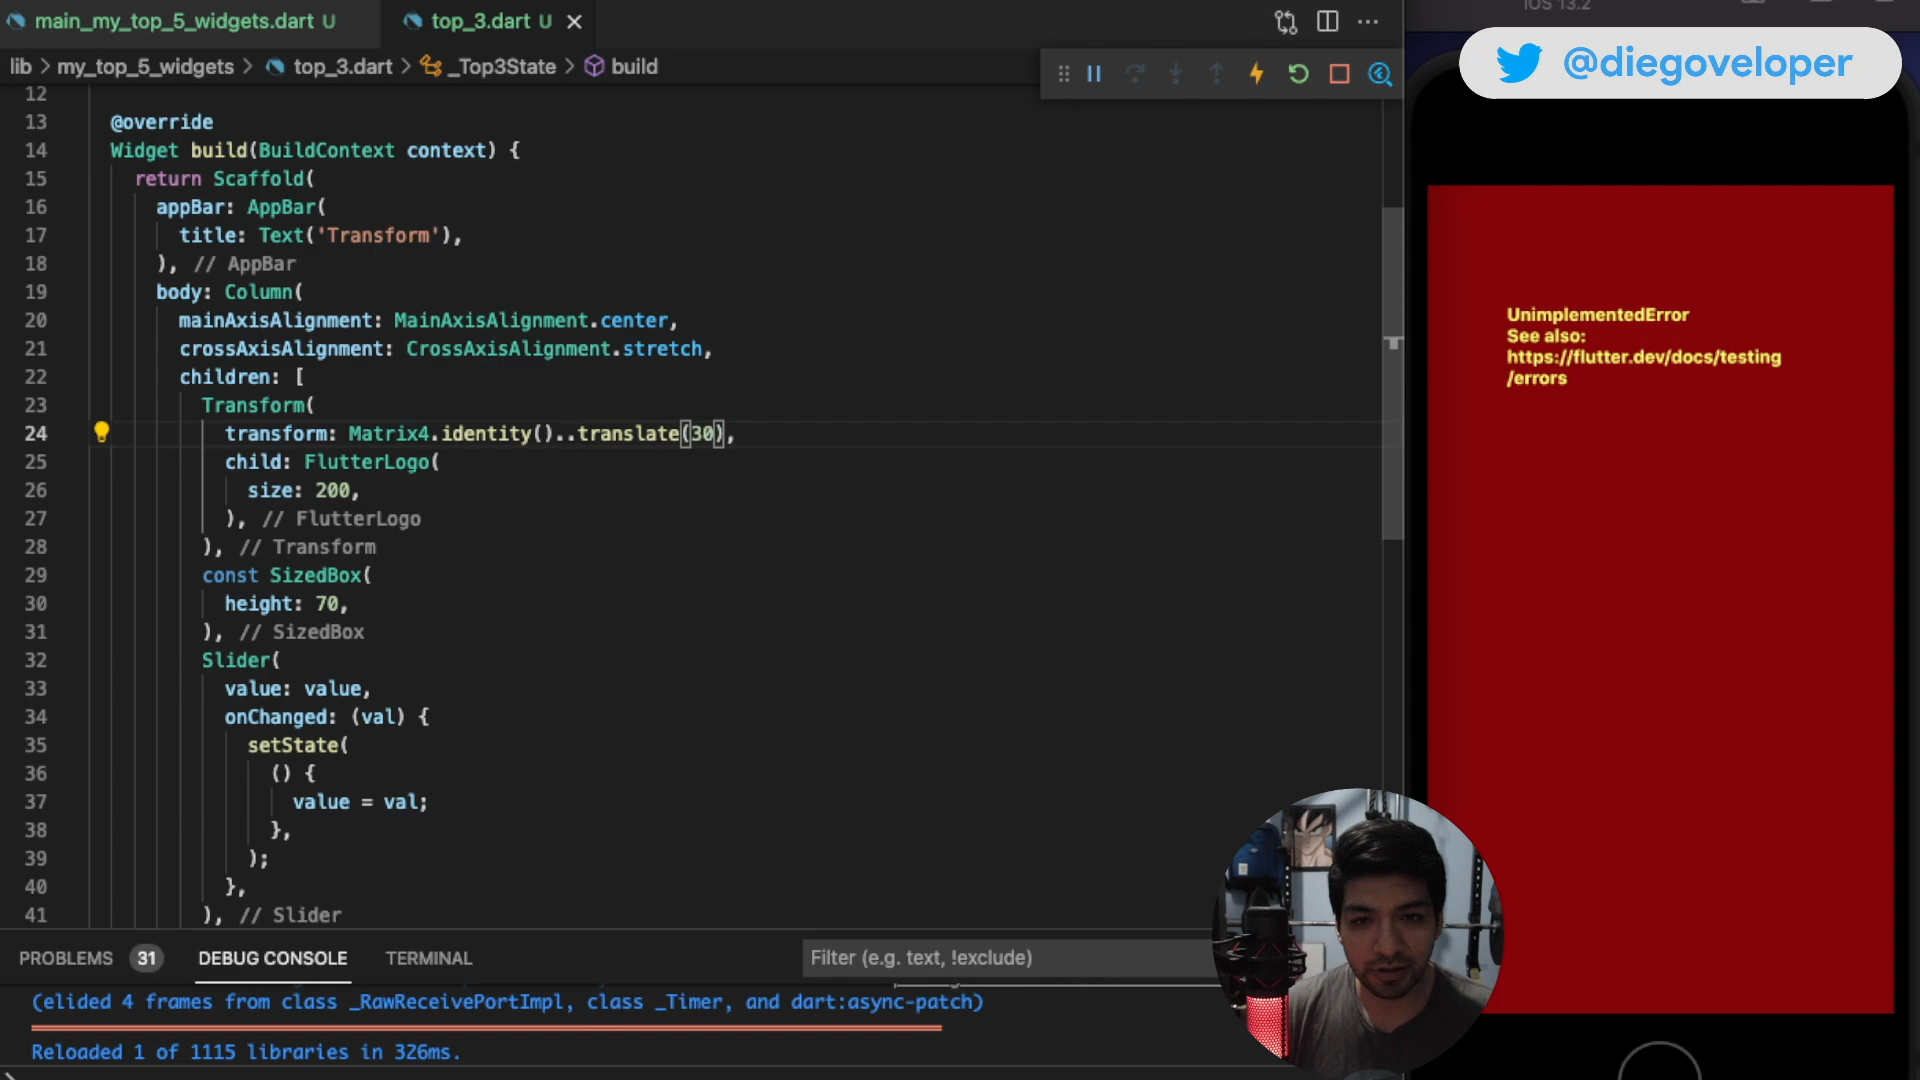 main_my_top_5_widgets.dart U
top_3.dart U
iOS 13.2
@diegoveloper
lib > my_top_5_widgets > top_3.dart > _Top3State > build
12
13 @override
14 Widget build(BuildContext context) {
15 return Scaffold(
16 appBar: AppBar(
17 title: Text('Transform'),
18 ), // AppBar
19 body: Column(
20 mainAxisAlignment: MainAxisAlignment.center,
21 crossAxisAlignment: CrossAxisAlignment.stretch,
22 children: [
23 Transform(
24 transform: Matrix4.identity()..translate(30),
25 child: FlutterLogo(
26 size: 200,
27 ), // FlutterLogo
28 ), // Transform
29 const SizedBox(
30 height: 70,
31 ), // SizedBox
32 Slider(
33 value: value,
34 onChanged: (val) {
35 setState(
36 () {
37 value = val;
38 },
39 );
40 },
41 ), // Slider
UnimplementedError
See also:
https://flutter.dev/docs/testing
/errors
PROBLEMS 31 DEBUG CONSOLE TERMINAL Filter (e.g. text, !exclude)
(elided 4 frames from class _RawReceivePortImpl, class _Timer, and dart:async-patch)
Reloaded 1 of 1115 libraries in 326ms.